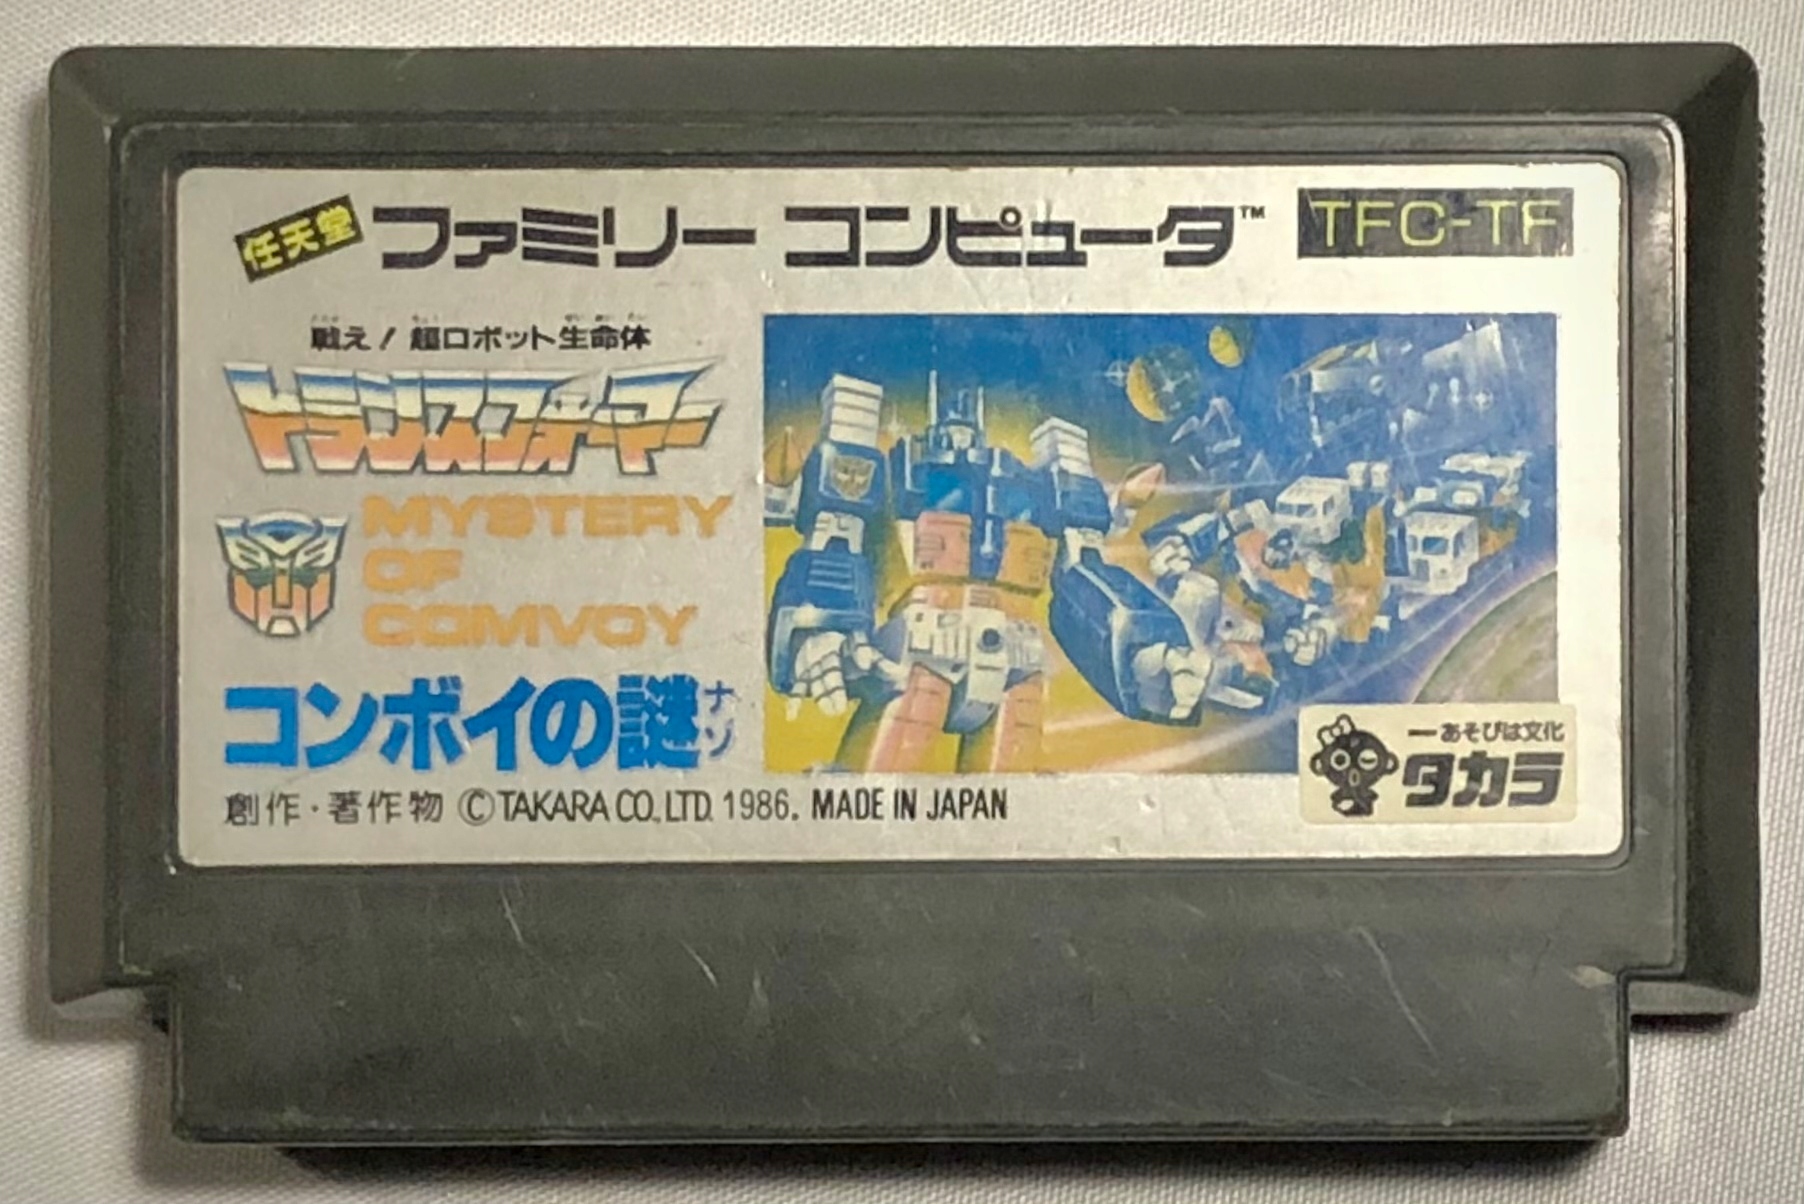 任天堂 ファミリー コンピュータ™ TFC-TF
戦え！超ロボット生命体
トランスフォーマー
MYSTERY
OF
COMVOY
コンボイの謎 ナゾ
創作・著作物 ©TAKARA CO.,LTD. 1986. MADE IN JAPAN
ーあそびは文化
タカラ